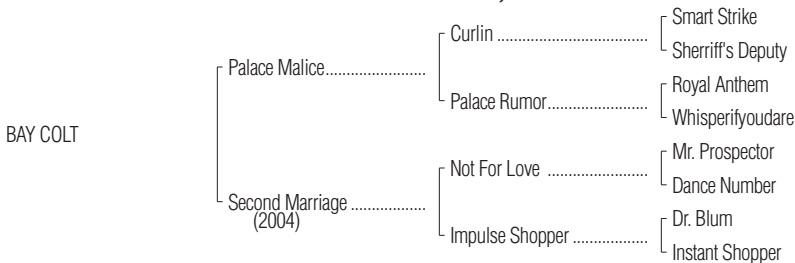 Smart Strike
Curlin ..........................................
Sherriff's Deputy
Palace Malice.........................
Royal Anthem
Palace Rumor.........................
Whisperifyoudare
BAY COLT
Mr. Prospector
Not For Love .........................
Dance Number
Second Marriage ..................
(2004)
Dr. Blum
Impulse Shopper ...................
Instant Shopper